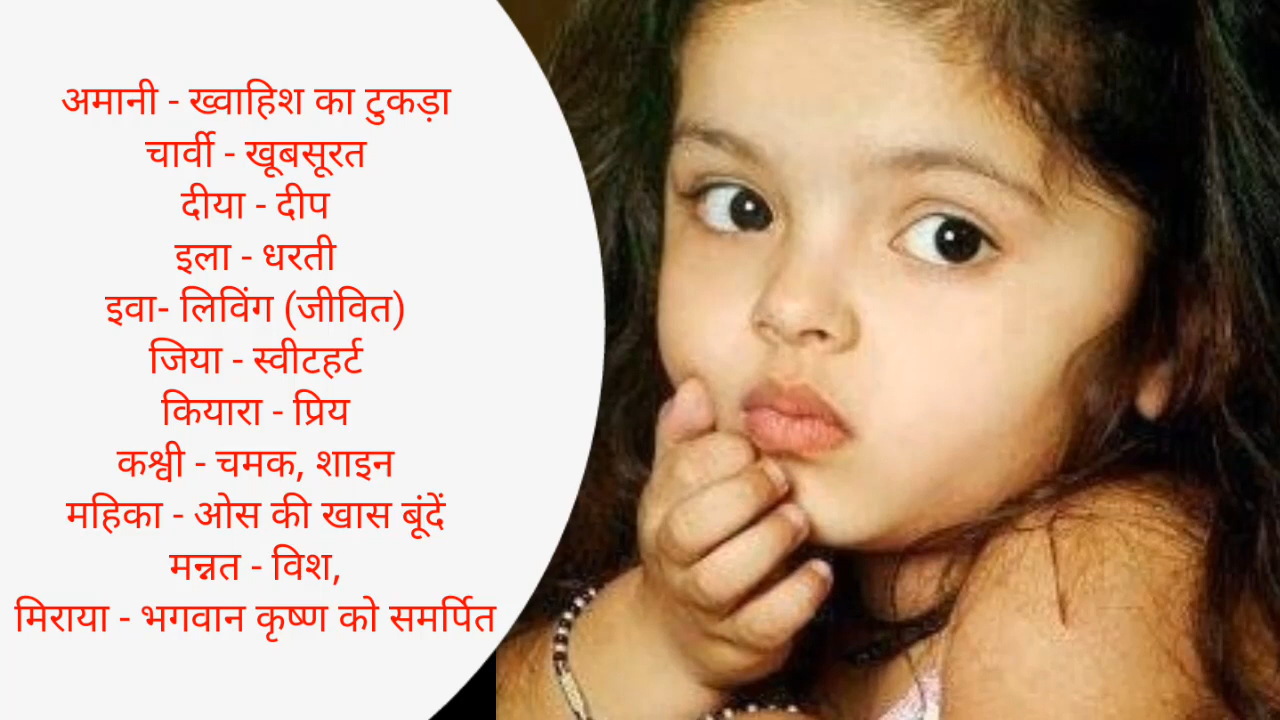 अमानी - ख्वाहिश का टुकड़ा
चार्वी - खूबसूरत
दीया - दीप
इला - धरती
इवा- लिविंग (जीवित)
जिया - स्वीटहर्ट
कियारा - प्रिय
कश्वी - चमक, शाइन
महिका - ओस की खास बूंदें
मन्नत - विश,
मिराया - भगवान कृष्ण को समर्पित